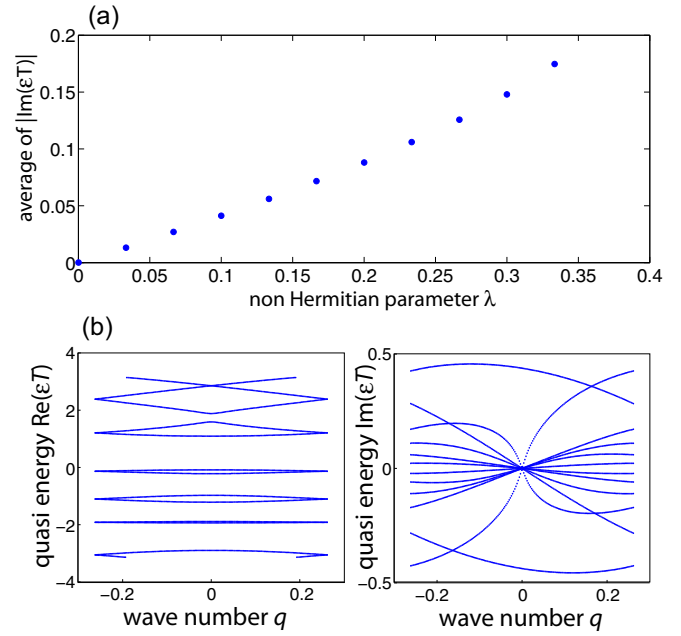 (a)
average of |Im(εT)|
0.2
0.15
0.1
0.05
0
0 0.05 0.1 0.15 0.2 0.25 0.3 0.35 0.4
non Hermitian parameter λ
(b)
quasi energy Re(εT)
4
2
0
−2
−4
−0.2 0 0.2
wave number q
quasi energy Im(εT)
0.5
0
−0.5
−0.2 0 0.2
wave number q